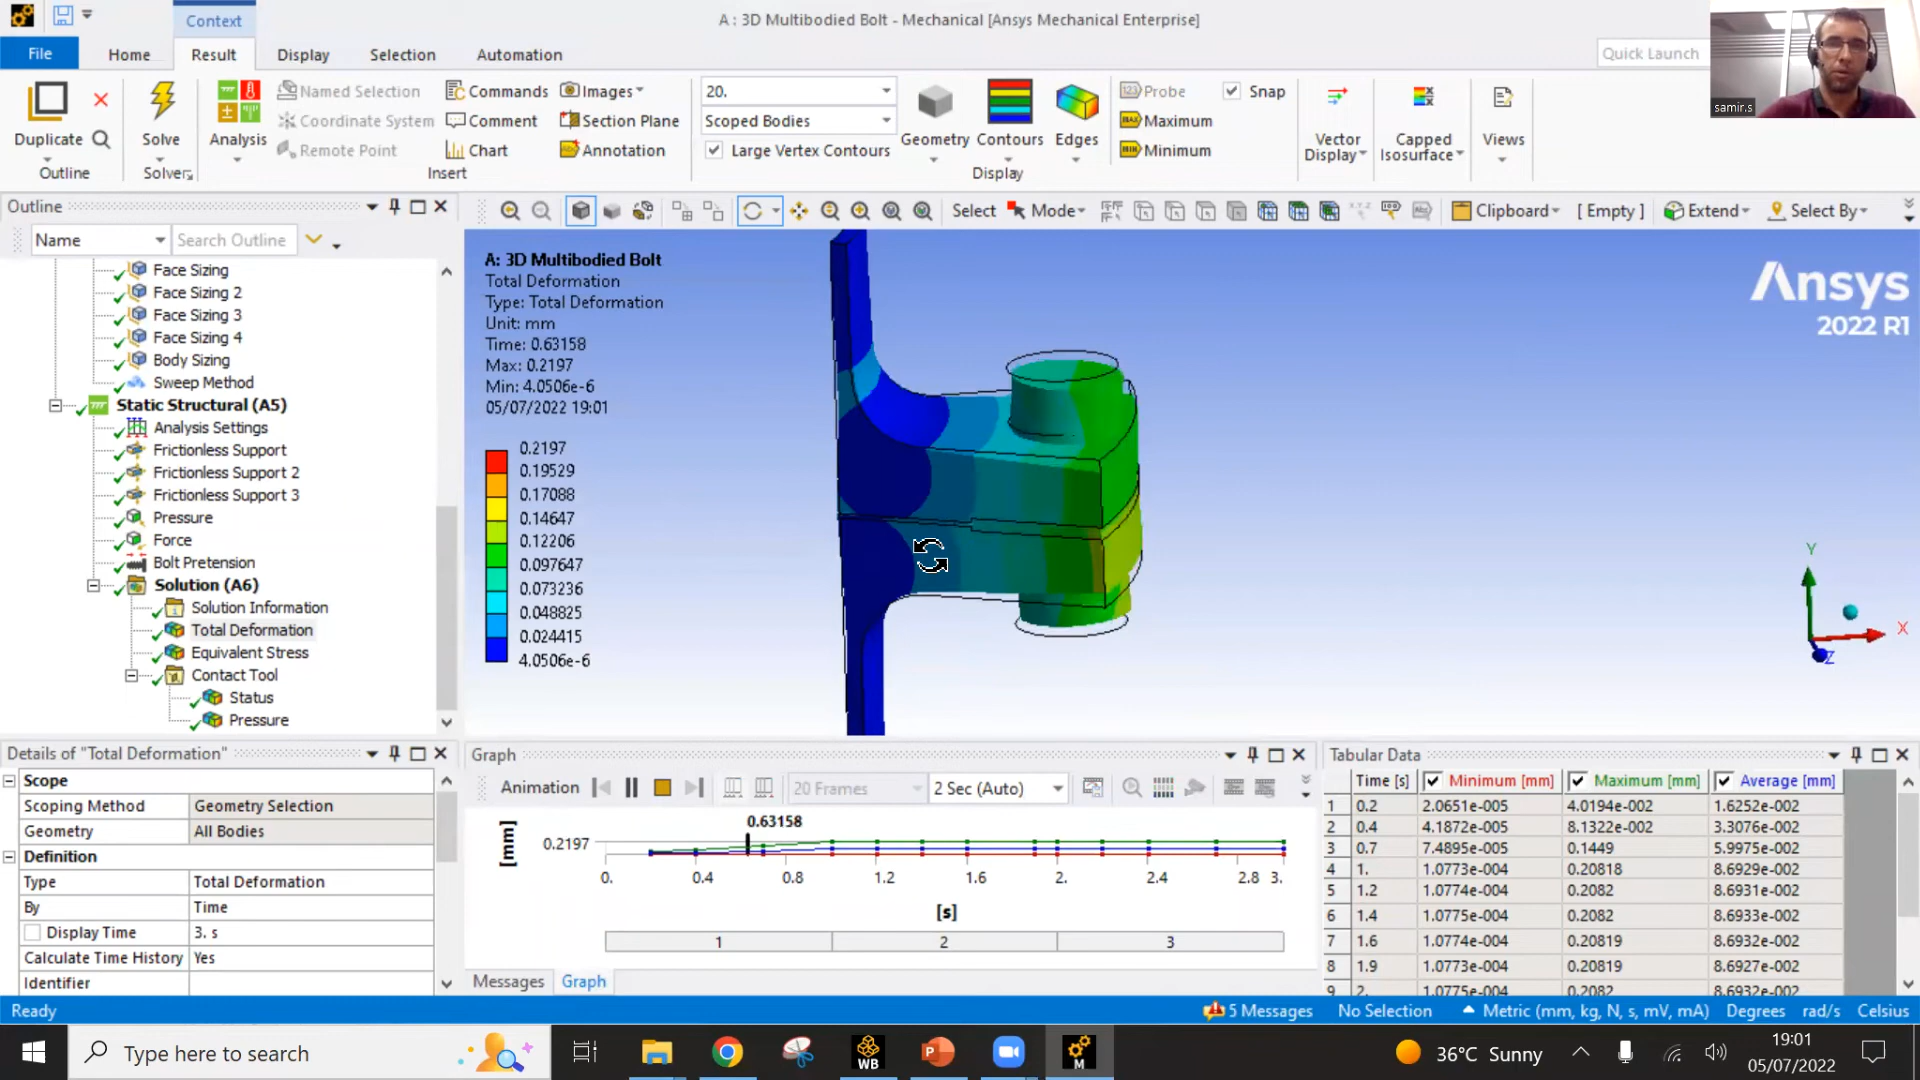 Context
A : 3D Multibodied Bolt - Mechanical [Ansys Mechanical Enterprise]
File
Home
Result
Display
Selection
Automation
Quick Launch
samir.s
Duplicate
Outline
Solve
Solver
Analysis
Named Selection
Coordinate System
Remote Point
Commands
Comment
Chart
Images
Section Plane
Annotation
Insert
20.
Scoped Bodies
Large Vertex Contours
Geometry
Contours
Edges
Probe
Maximum
Minimum
Snap
Display
Vector
Display
Capped
Isosurface
Views
Outline
Name
Search Outline
Select
Mode
Clipboard
[ Empty ]
Extend
Select By
Face Sizing
Face Sizing 2
Face Sizing 3
Face Sizing 4
Body Sizing
Sweep Method
Static Structural (A5)
Analysis Settings
Frictionless Support
Frictionless Support 2
Frictionless Support 3
Pressure
Force
Bolt Pretension
Solution (A6)
Solution Information
Total Deformation
Equivalent Stress
Contact Tool
Status
Pressure
A: 3D Multibodied Bolt
Total Deformation
Type: Total Deformation
Unit: mm
Time: 0.63158
Max: 0.2197
Min: 4.0506e-6
05/07/2022 19:01
0.2197
0.19529
0.17088
0.14647
0.12206
0.097647
0.073236
0.048825
0.024415
4.0506e-6
Ansys
2022 R1
Y
X
Z
Details of "Total Deformation"
Scope
Scoping Method Geometry Selection
Geometry All Bodies
Definition
Type Total Deformation
By Time
Display Time 3. s
Calculate Time History Yes
Identifier
Graph
Animation
20 Frames
2 Sec (Auto)
0.63158
[mm]
0.2197
0. 0.4 0.8 1.2 1.6 2. 2.4 2.8 3.
[s]
1 2 3
Messages
Graph
Tabular Data
Time [s] Minimum [mm] Maximum [mm] Average [mm]
1 0.2 2.0651e-005 4.0194e-002 1.6252e-002
2 0.4 4.1872e-005 8.1322e-002 3.3076e-002
3 0.7 7.4895e-005 0.1449 5.9975e-002
4 1. 1.0773e-004 0.20818 8.6929e-002
5 1.2 1.0774e-004 0.2082 8.6931e-002
6 1.4 1.0775e-004 0.2082 8.6933e-002
7 1.6 1.0774e-004 0.20819 8.6932e-002
8 1.9 1.0773e-004 0.20819 8.6927e-002
9 2. 1.0775e-004 0.2082 8.6932e-002
Ready
5 Messages
No Selection
Metric (mm, kg, N, s, mV, mA)
Degrees
rad/s
Celsius
Type here to search
WB
P
M
36°C Sunny
19:01
05/07/2022